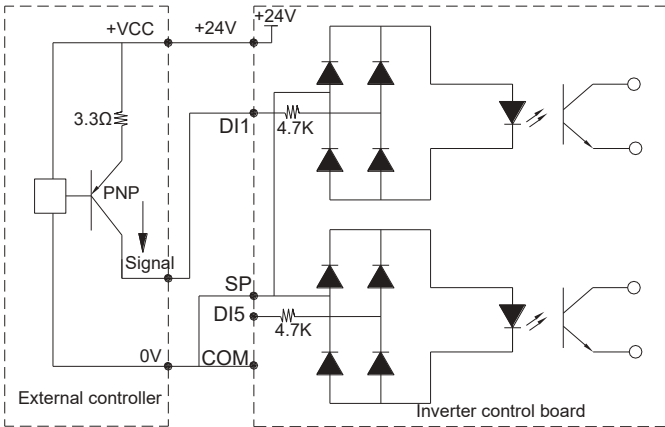 +24V
+VCC
+24V
3.3Ω
DI1
4.7K
PNP
Signal
SP
DI5
4.7K
0V
COM
External controller
Inverter control board